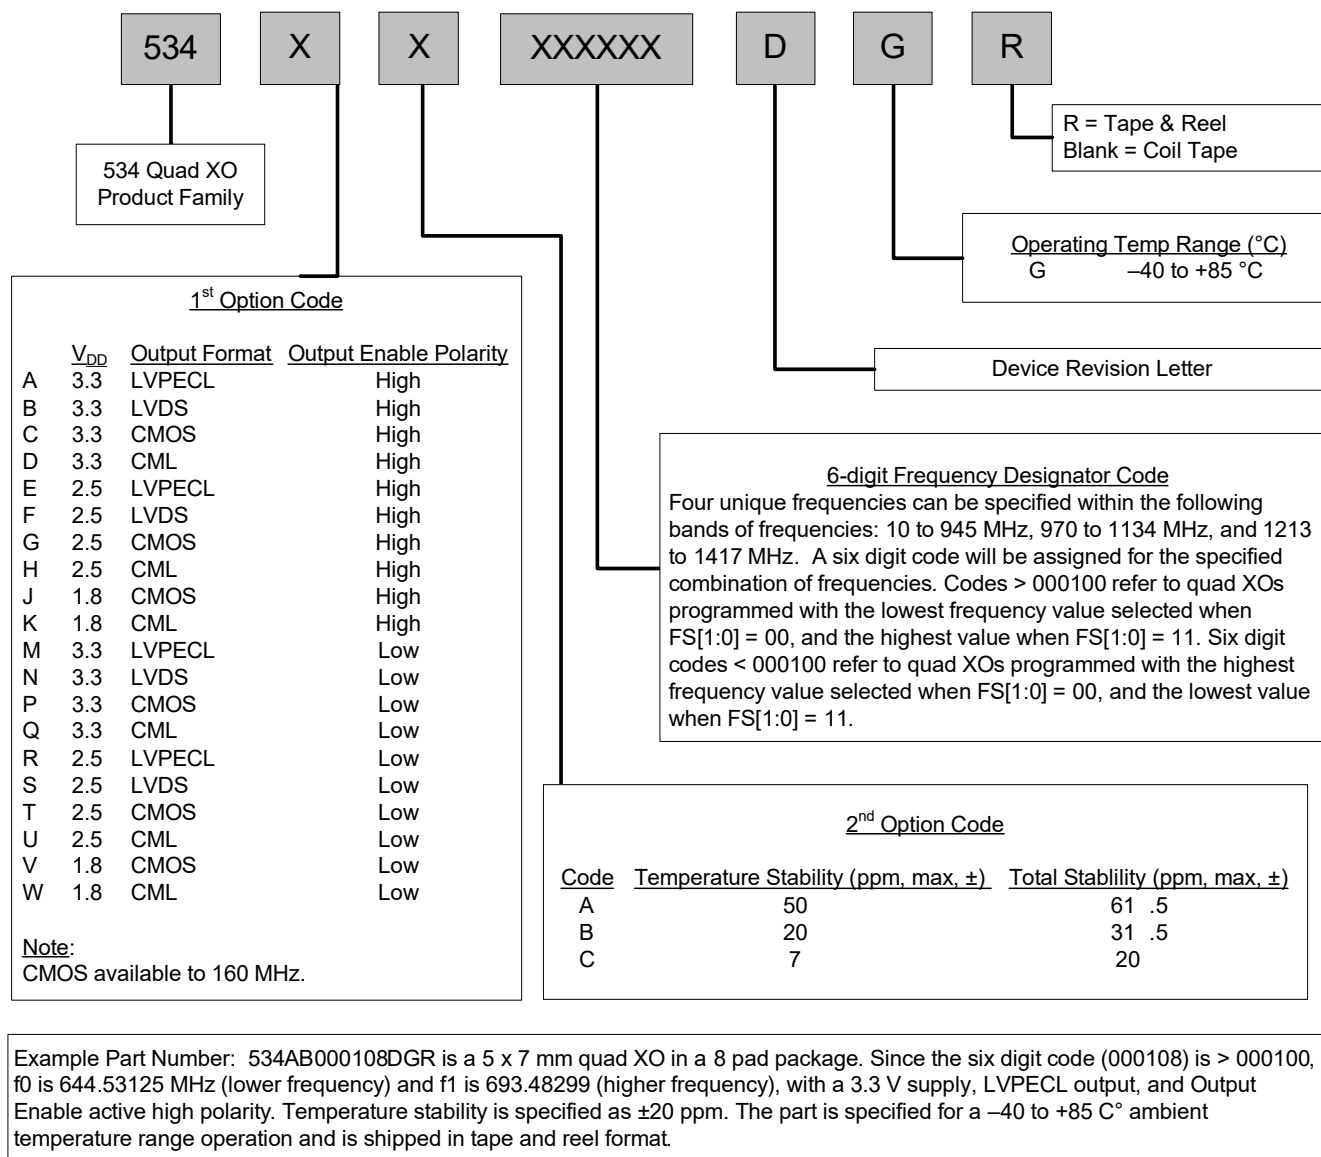 534 X X XXXXXX D G R
R = Tape & Reel
Blank = Coil Tape
534 Quad XO
Product Family
Operating Temp Range (°C)
G –40 to +85 °C
Device Revision Letter
1st Option Code
VDD Output Format Output Enable Polarity
A 3.3 LVPECL High
B 3.3 LVDS High
C 3.3 CMOS High
D 3.3 CML High
E 2.5 LVPECL High
F 2.5 LVDS High
G 2.5 CMOS High
H 2.5 CML High
J 1.8 CMOS High
K 1.8 CML High
M 3.3 LVPECL Low
N 3.3 LVDS Low
P 3.3 CMOS Low
Q 3.3 CML Low
R 2.5 LVPECL Low
S 2.5 LVDS Low
T 2.5 CMOS Low
U 2.5 CML Low
V 1.8 CMOS Low
W 1.8 CML Low
Note:
CMOS available to 160 MHz.
6-digit Frequency Designator Code
Four unique frequencies can be specified within the following
bands of frequencies: 10 to 945 MHz, 970 to 1134 MHz, and 1213
to 1417 MHz. A six digit code will be assigned for the specified
combination of frequencies. Codes > 000100 refer to quad XOs
programmed with the lowest frequency value selected when
FS[1:0] = 00, and the highest value when FS[1:0] = 11. Six digit
codes < 000100 refer to quad XOs programmed with the highest
frequency value selected when FS[1:0] = 00, and the lowest value
when FS[1:0] = 11.
2nd Option Code
Code Temperature Stability (ppm, max, ±) Total Stablility (ppm, max, ±)
A 50 61 .5
B 20 31 .5
C 7 20
Example Part Number: 534AB000108DGR is a 5 x 7 mm quad XO in a 8 pad package. Since the six digit code (000108) is > 000100,
f0 is 644.53125 MHz (lower frequency) and f1 is 693.48299 (higher frequency), with a 3.3 V supply, LVPECL output, and Output
Enable active high polarity. Temperature stability is specified as ±20 ppm. The part is specified for a –40 to +85 C° ambient
temperature range operation and is shipped in tape and reel format.